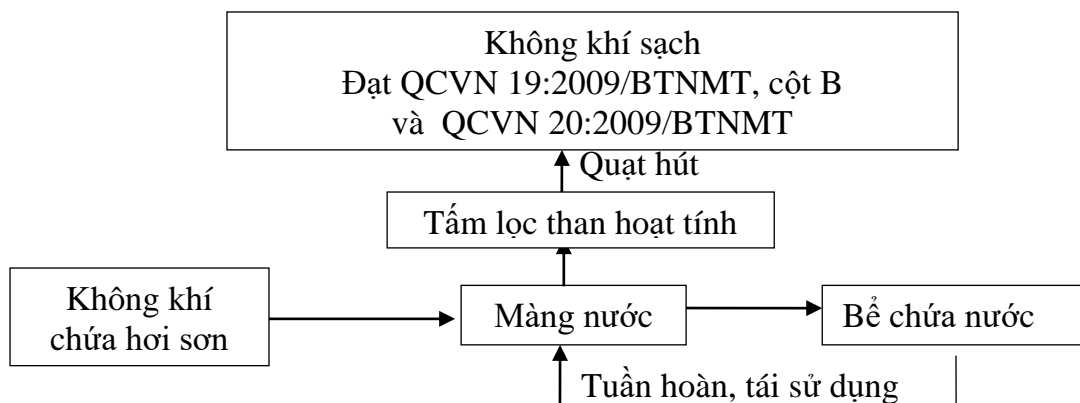 Không khí sạch
Đạt QCVN 19:2009/BTNMT, cột B
và QCVN 20:2009/BTNMT
Quạt hút
Tấm lọc than hoạt tính
Không khí
chứa hơi sơn
Màng nước
Bể chứa nước
Tuần hoàn, tái sử dụng